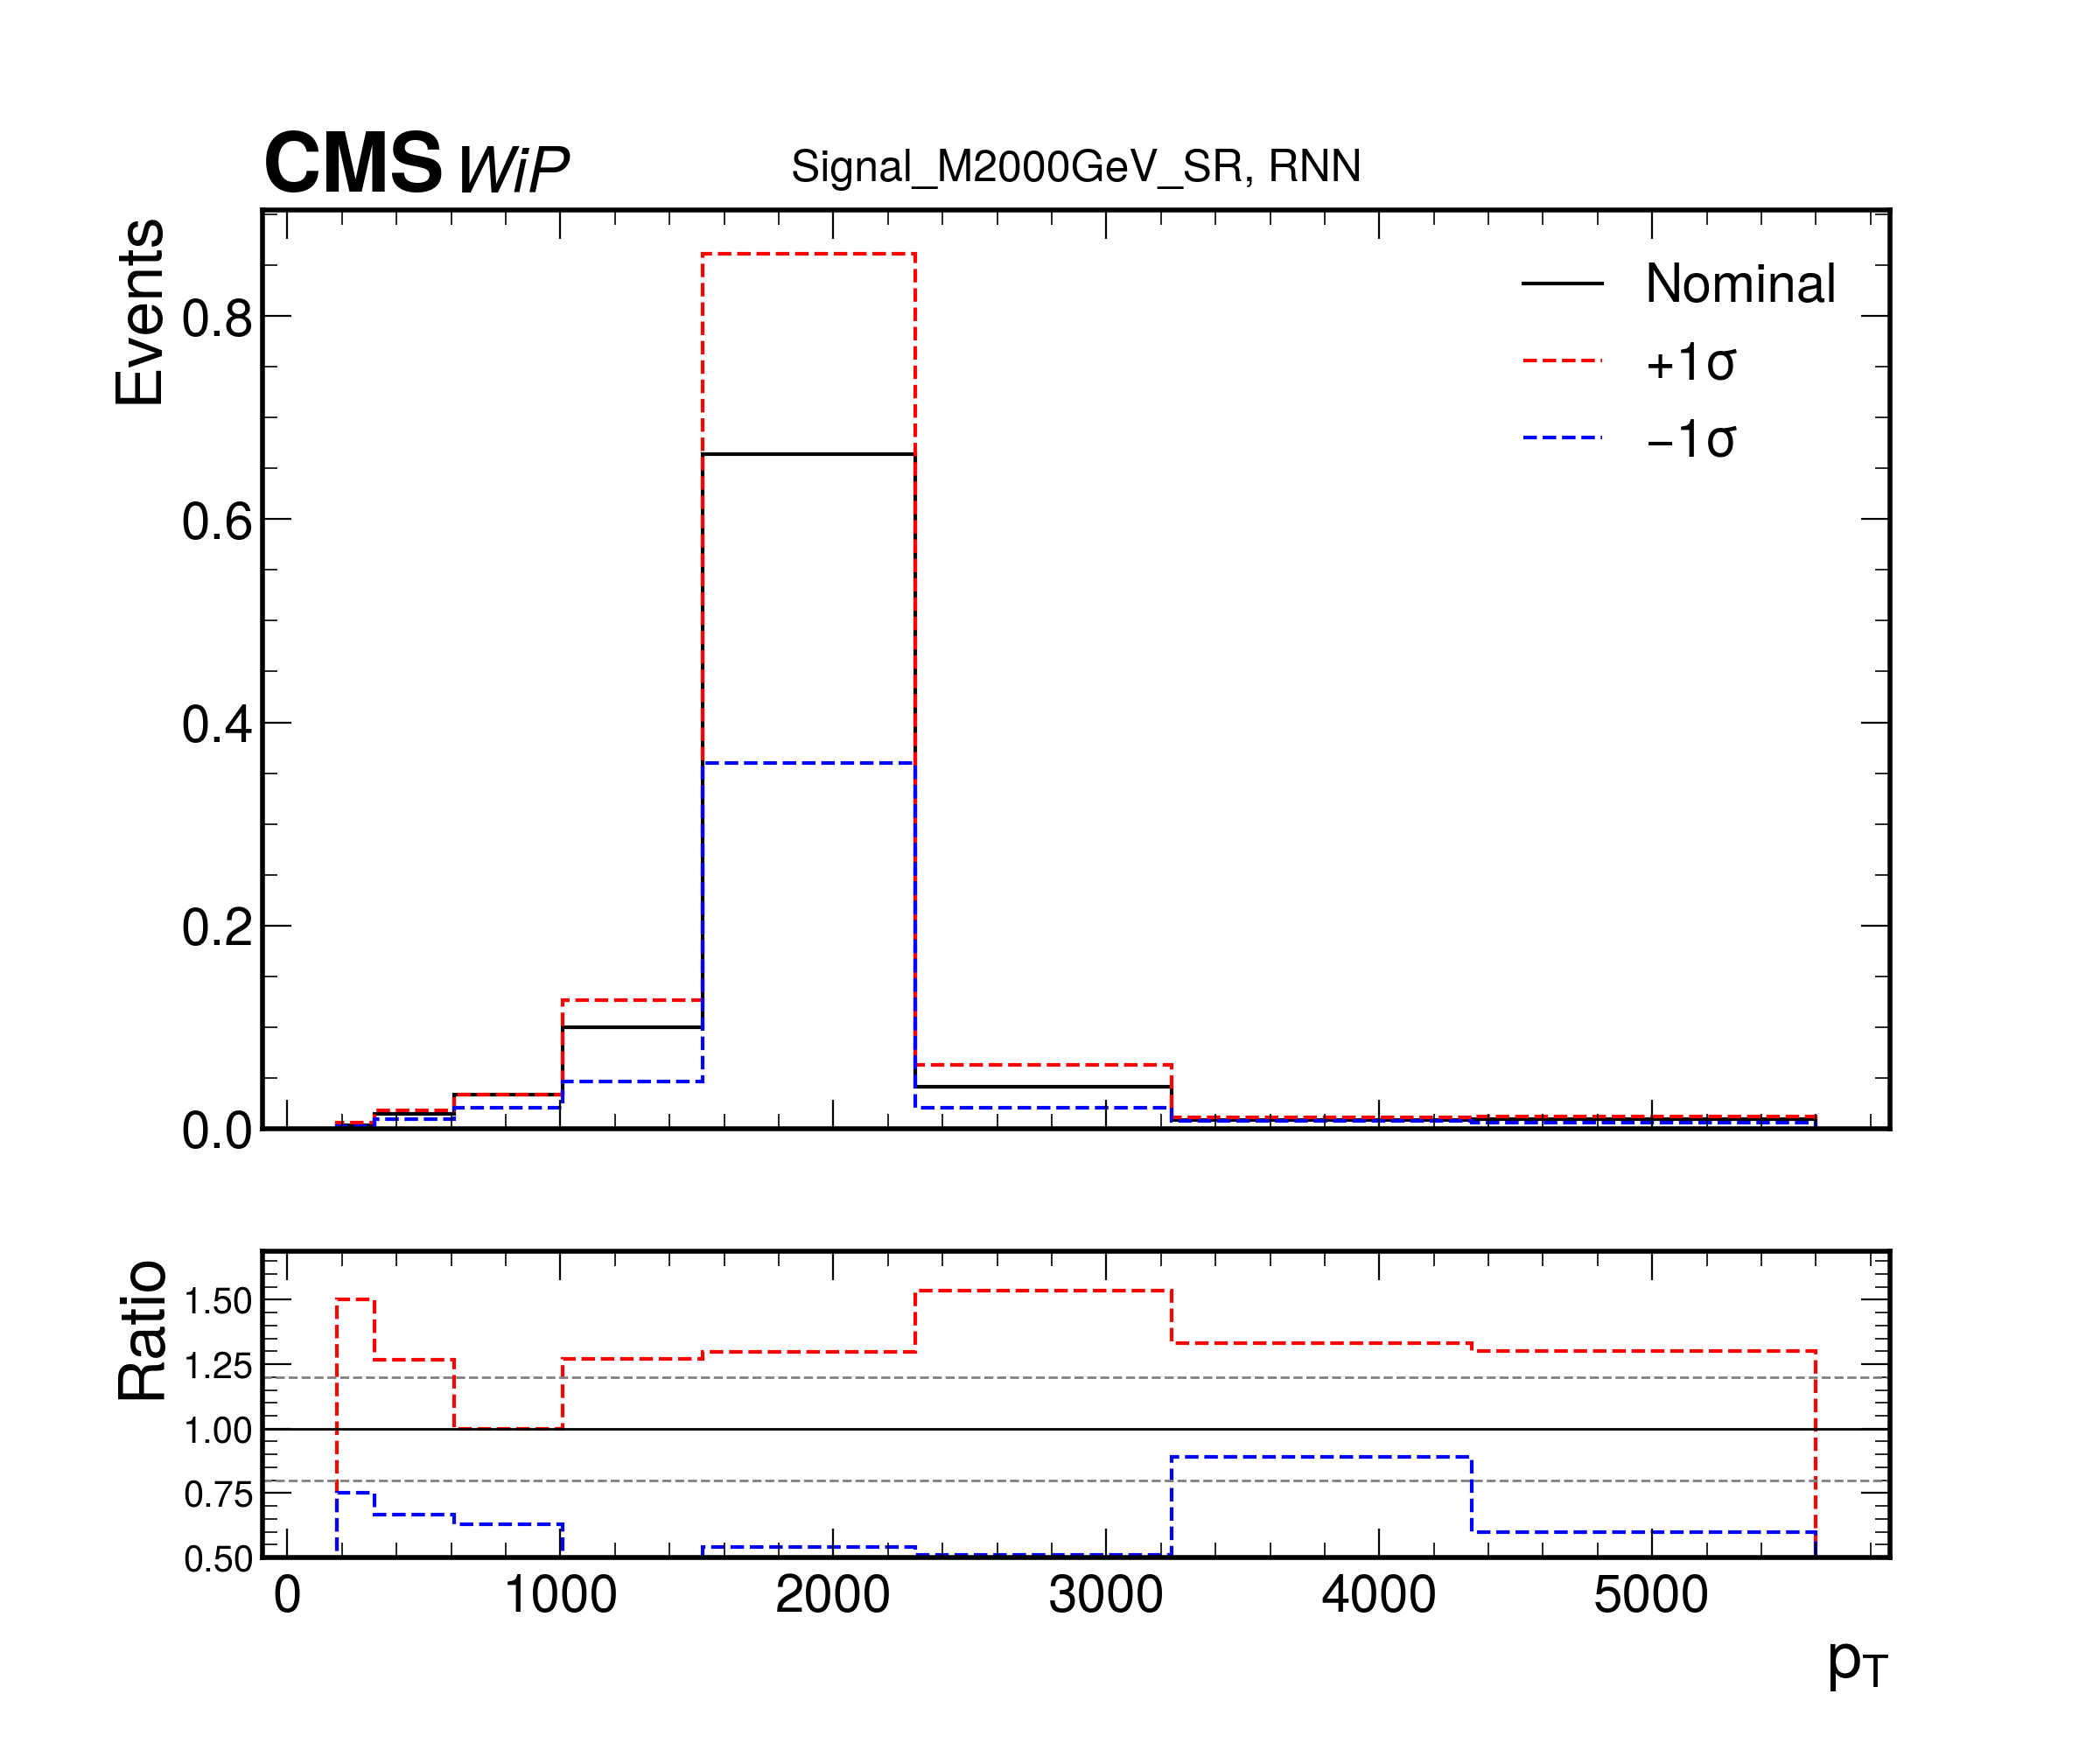 CMS WiP
Signal_M2000GeV_SR, RNN
Events
0.8
0.6
0.4
0.2
0.0
Nominal
+1σ
−1σ
Ratio
1.50
1.25
1.00
0.75
0.50
0 1000 2000 3000 4000 5000
pT